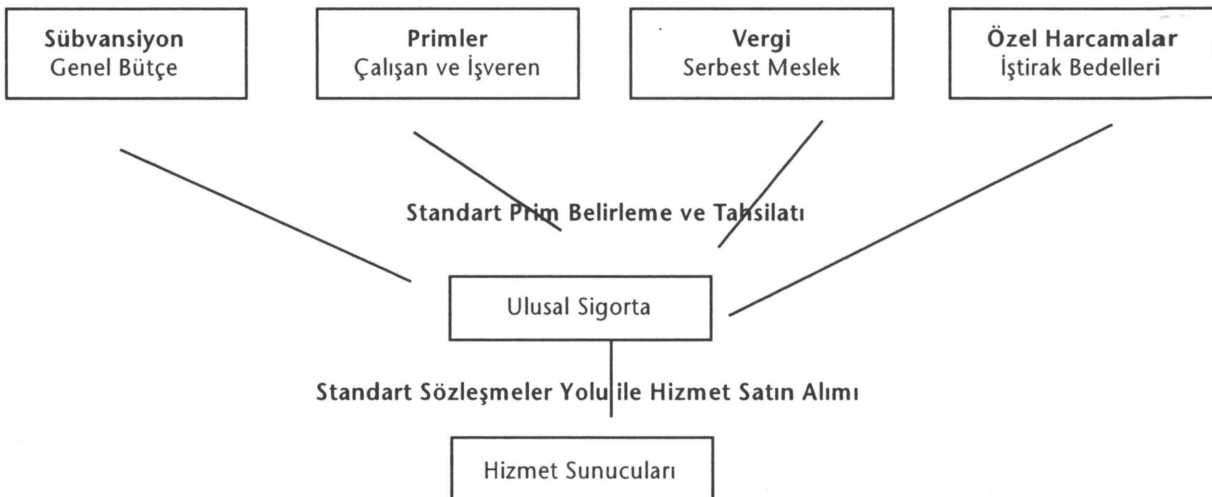 Sübvansiyon
Genel Bütçe
Primler
Çalışan ve İşveren
Vergi
Serbest Meslek
Özel Harcamalar
İştirak Bedelleri
Standart Prim Belirleme ve Tahsilatı
Ulusal Sigorta
Standart Sözleşmeler Yolu ile Hizmet Satın Alımı
Hizmet Sunucuları